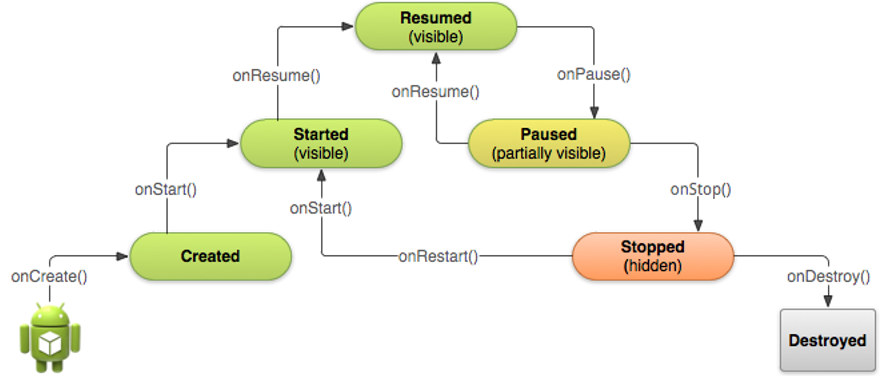 Resumed
(visible)
onResume()
onPause()
onResume()
Started
(visible)
Paused
(partially visible)
onStart()
onStop()
onStart()
Created
onRestart()
Stopped
(hidden)
onCreate()
onDestroy()
Destroyed